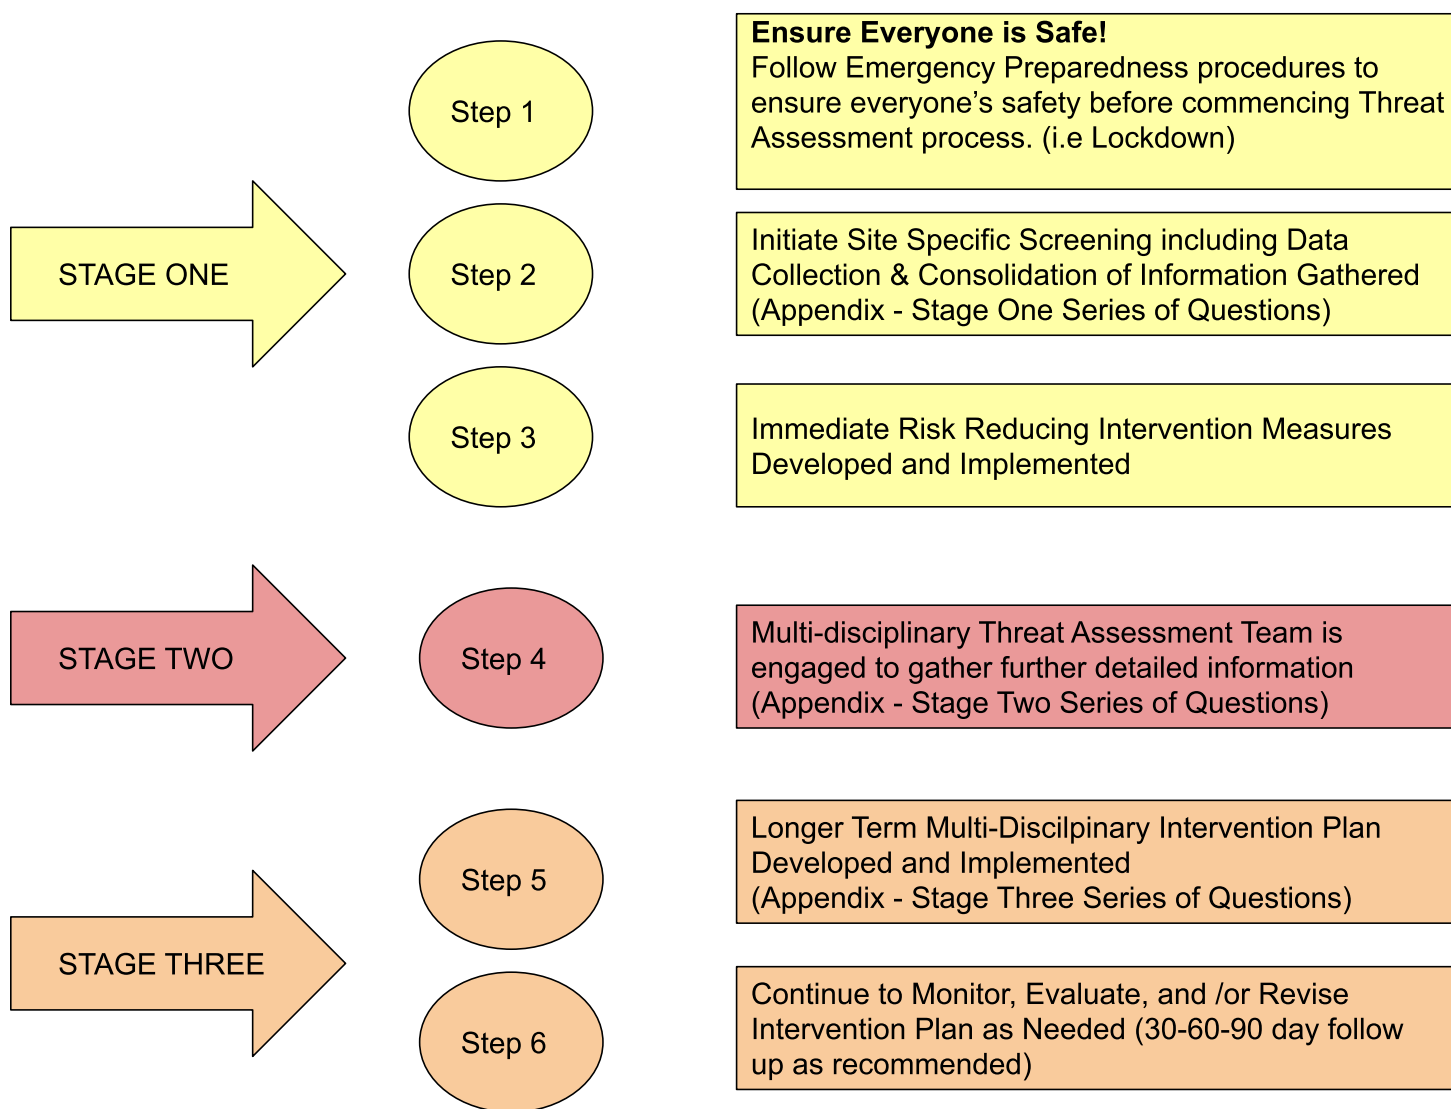 Step 1
Ensure Everyone is Safe!
Follow Emergency Preparedness procedures to
ensure everyone’s safety before commencing Threat
Assessment process. (i.e Lockdown)
STAGE ONE
Step 2
Initiate Site Specific Screening including Data
Collection & Consolidation of Information Gathered
(Appendix - Stage One Series of Questions)
Step 3
Immediate Risk Reducing Intervention Measures
Developed and Implemented
STAGE TWO
Step 4
Multi-disciplinary Threat Assessment Team is
engaged to gather further detailed information
(Appendix - Stage Two Series of Questions)
STAGE THREE
Step 5
Longer Term Multi-Discilpinary Intervention Plan
Developed and Implemented
(Appendix - Stage Three Series of Questions)
Step 6
Continue to Monitor, Evaluate, and /or Revise
Intervention Plan as Needed (30-60-90 day follow
up as recommended)